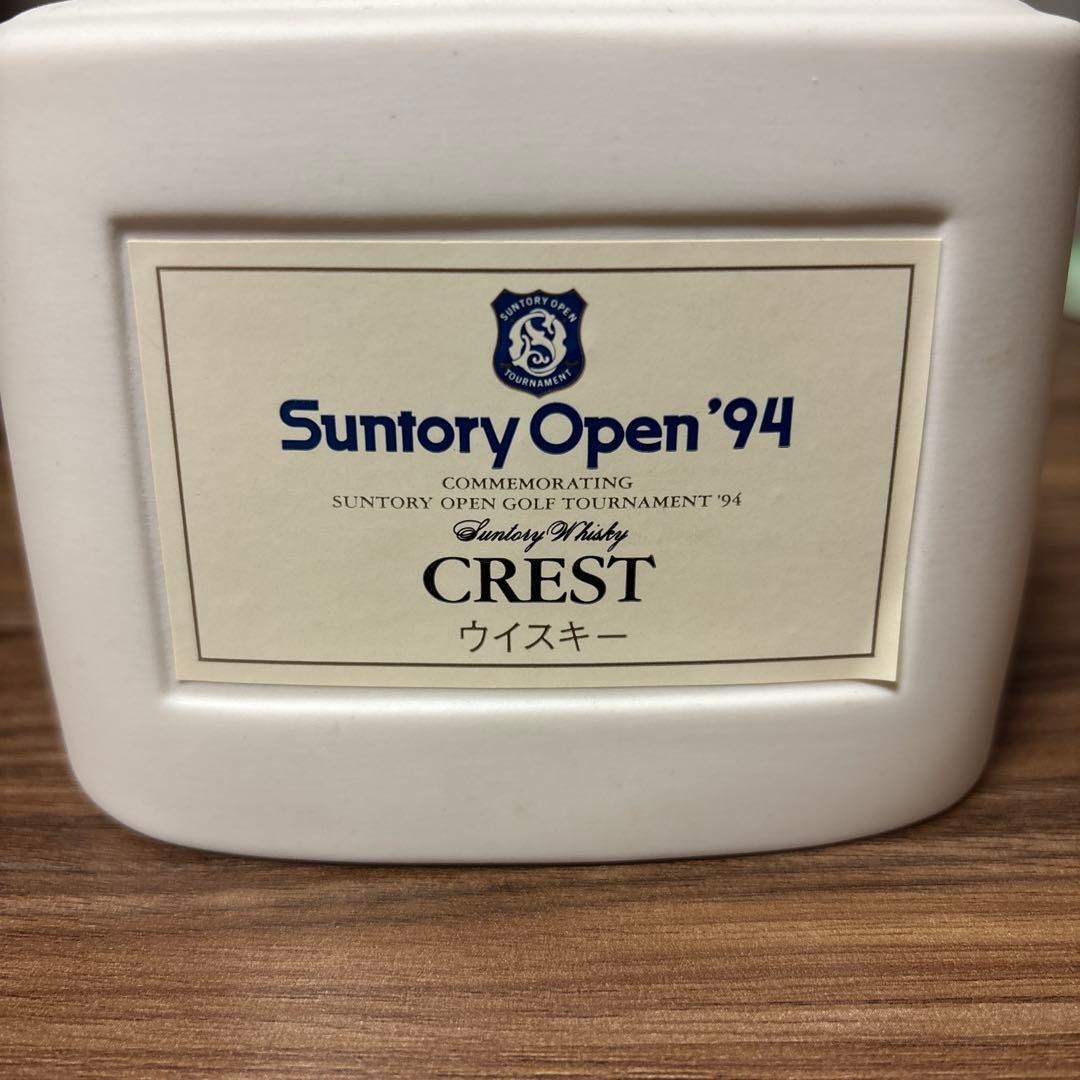 SUNTORY OPEN
TOURNAMENT
Suntory Open '94
COMMEMORATING
SUNTORY OPEN GOLF TOURNAMENT '94
Suntory Whisky
CREST
ウイスキー